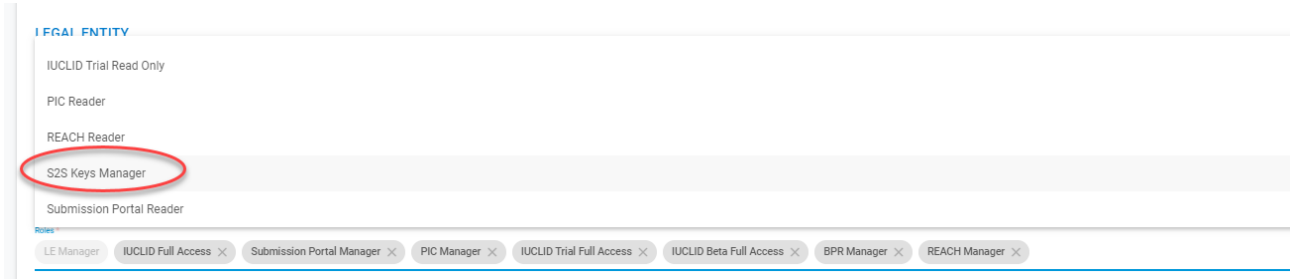 LEGAL ENTITY
IUCLID Trial Read Only
PIC Reader
REACH Reader
S2S Keys Manager
Submission Portal Reader
Roles *
LE Manager IUCLID Full Access Submission Portal Manager PIC Manager IUCLID Trial Full Access IUCLID Beta Full Access BPR Manager REACH Manager